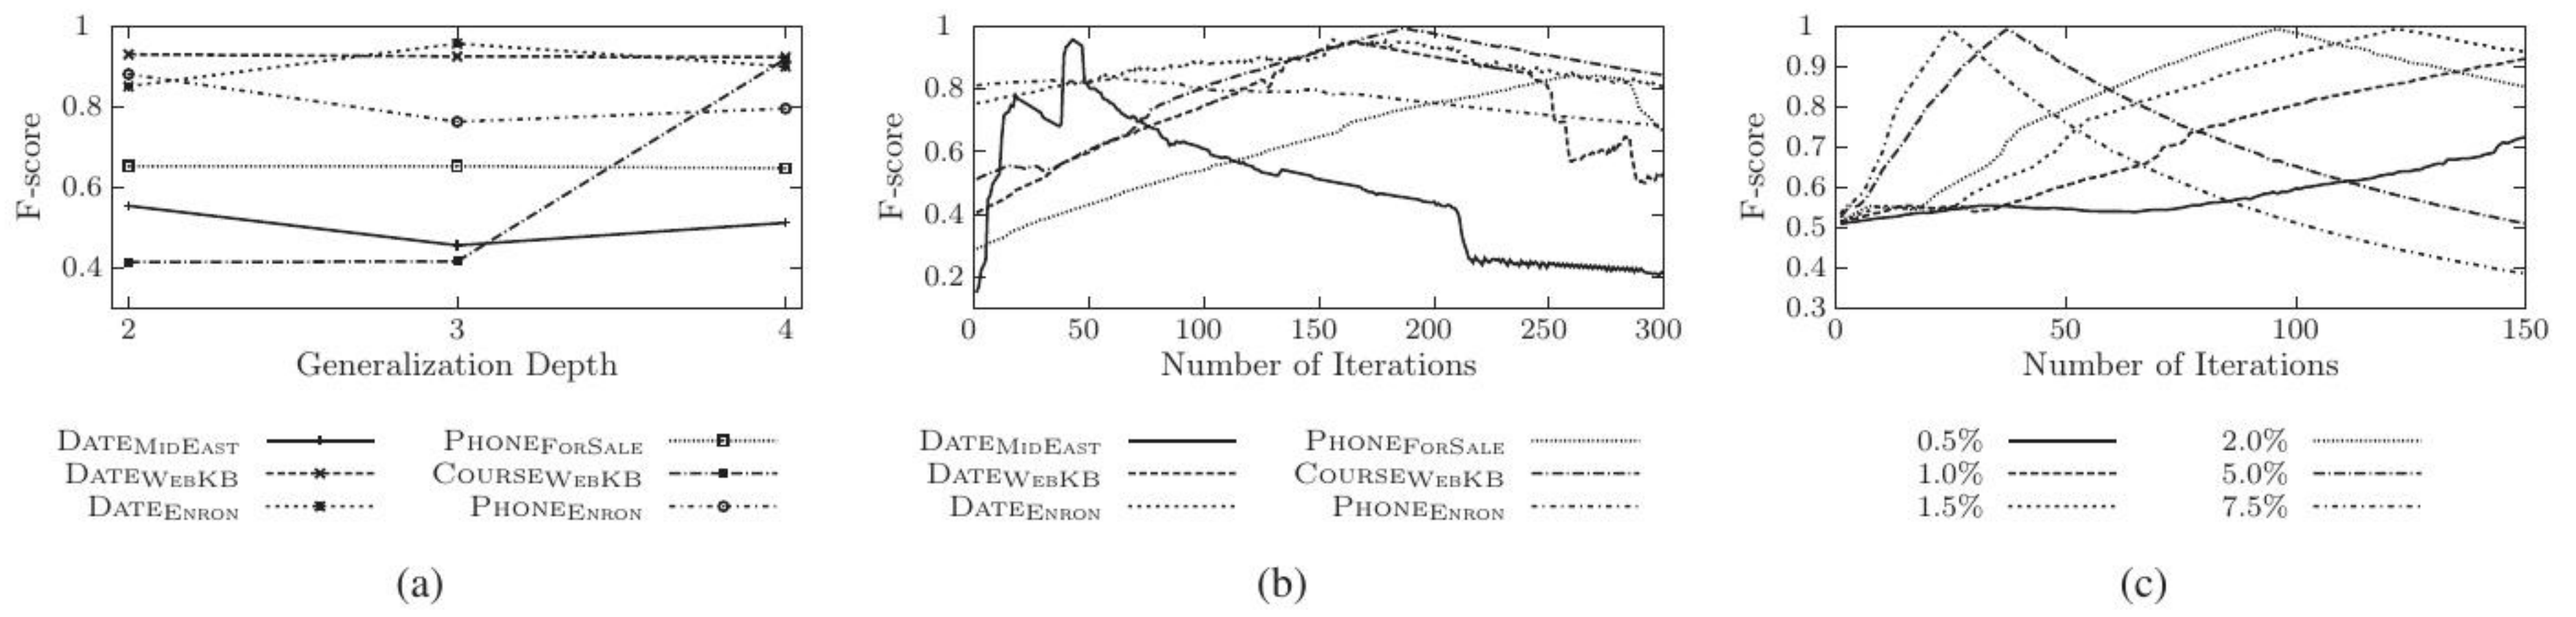 1
0.8
0.6
0.4
F-score
2 3 4
Generalization Depth
DATEMIDEAST PHONEFORSALE
DATEWEBKB COURSEWEBKB
DATEENRON PHONEENRON
(a)
1
0.8
0.6
0.4
0.2
F-score
0 50 100 150 200 250 300
Number of Iterations
DATEMIDEAST PHONEFORSALE
DATEWEBKB COURSEWEBKB
DATEENRON PHONEENRON
(b)
1
0.9
0.8
0.7
0.6
0.5
0.4
0.3
F-score
0 50 100 150
Number of Iterations
0.5% 2.0%
1.0% 5.0%
1.5% 7.5%
(c)